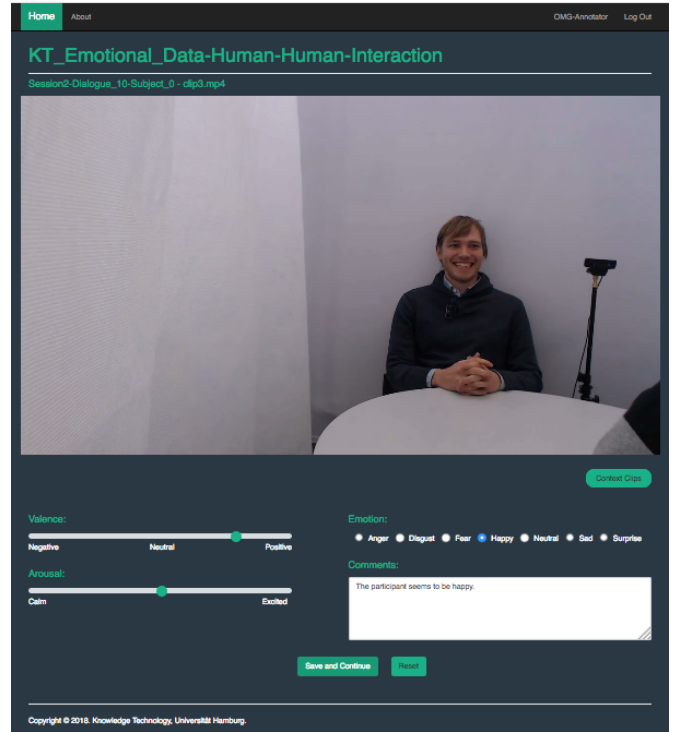 Home About OMG-Annotator Log Out
KT_Emotional_Data-Human-Human-Interaction
Session2-Dialogue_10-Subject_0 - clip3.mp4
Context Clips
Valence:
Negative Neutral Positive
Arousal:
Calm Excited
Emotion:
Anger Disgust Fear Happy Neutral Sad Surprise
Comments:
The participant seems to be happy.
Save and Continue Reset
Copyright © 2018. Knowledge Technology, Universität Hamburg.